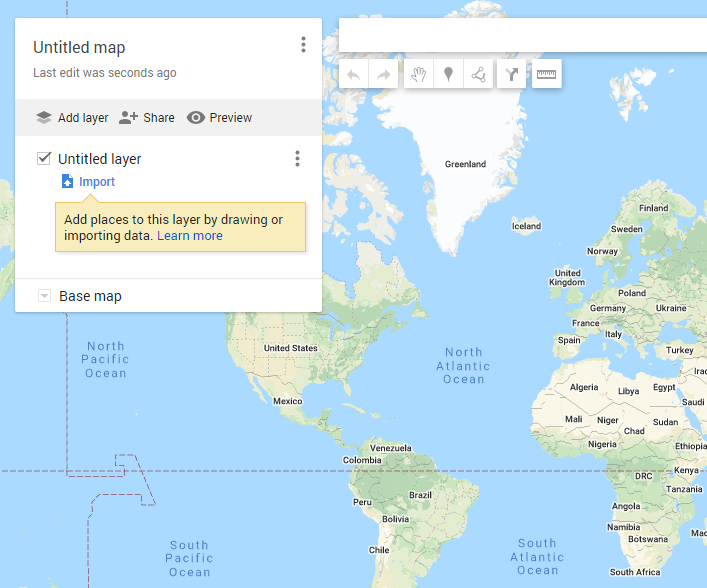 Untitled map
Last edit was seconds ago
Add layer
Share
Preview
Untitled layer
Import
Add places to this layer by drawing or
importing data. Learn more
Base map
Greenland
Iceland
Finland
Sweden
Norway
United
Kingdom
Poland
Germany
Ukraine
France
Italy
Spain
Turkey
North
Pacific
Ocean
United States
North
Atlantic
Ocean
Mexico
Algeria
Libya
Egypt
Saudi
Mali
Niger
Chad
Sudan
Nigeria
Ethiopia
Venezuela
Colombia
DRC
Kenya
Tanzania
Peru
Brazil
Bolivia
Angola
Namibia
Botswana
Chile
South Africa
South
Pacific
Ocean
South
Atlantic
Ocean